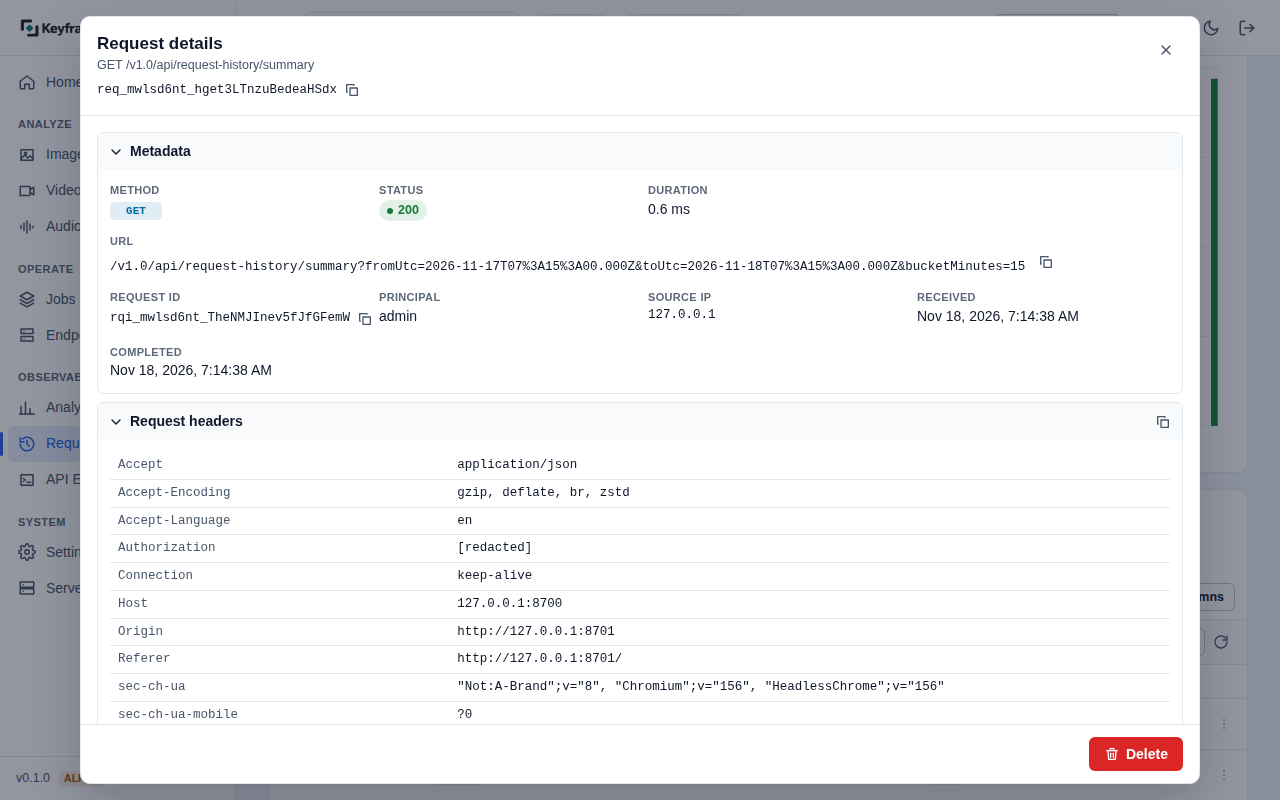 Request details
GET /v1.0/api/request-history/summary
req_mwlsd6nt_hget3LTnzuBedeaHSdx
Metadata
METHOD STATUS DURATION
GET 200 0.6 ms
URL
/v1.0/api/request-history/summary?fromUtc=2026-11-17T07%3A15%3A00.000Z&toUtc=2026-11-18T07%3A15%3A00.000Z&bucketMinutes=15
REQUEST ID PRINCIPAL SOURCE IP RECEIVED
rqi_mwlsd6nt_TheNMJInev5fJfGFemW admin 127.0.0.1 Nov 18, 2026, 7:14:38 AM
COMPLETED
Nov 18, 2026, 7:14:38 AM
Request headers
Accept application/json
Accept-Encoding gzip, deflate, br, zstd
Accept-Language en
Authorization [redacted]
Connection keep-alive
Host 127.0.0.1:8700
Origin http://127.0.0.1:8701
Referer http://127.0.0.1:8701/
sec-ch-ua "Not:A-Brand";v="8", "Chromium";v="156", "HeadlessChrome";v="156"
sec-ch-ua-mobile ?0
Delete
Home
ANALYZE
OPERATE
Jobs
SYSTEM
v0.1.0